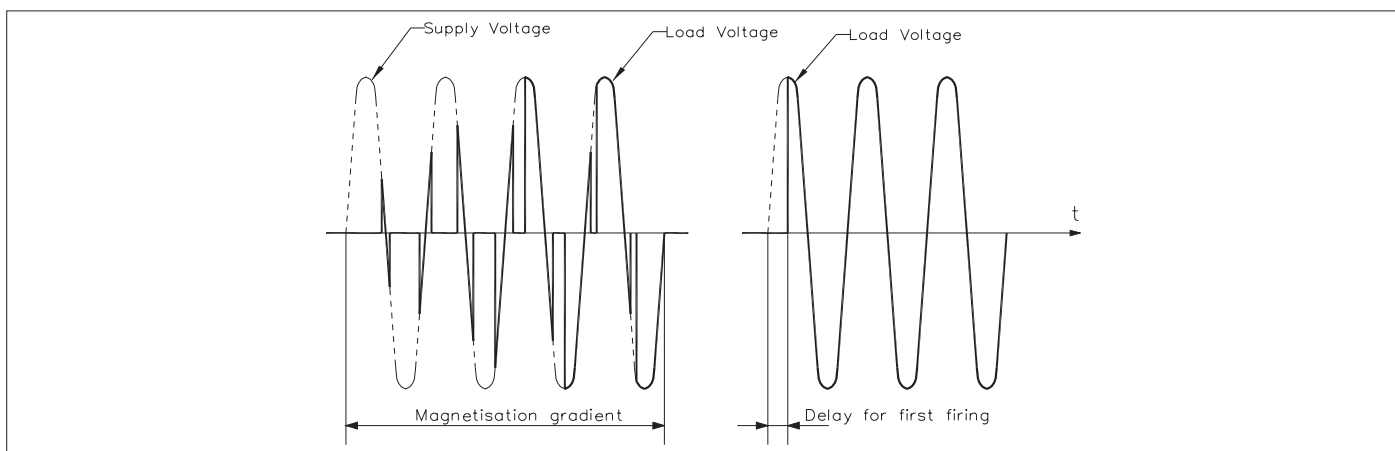 Supply Voltage
Load Voltage
Load Voltage
t
Magnetisation gradient
Delay for first firing